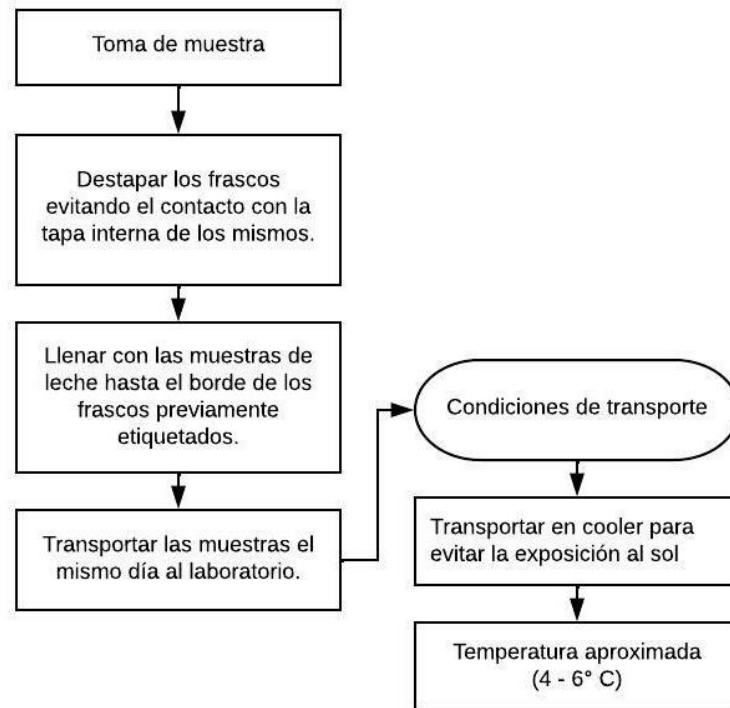 Toma de muestra
Destapar los frascos
evitando el contacto con la
tapa interna de los mismos.
Llenar con las muestras de
leche hasta el borde de los
frascos previamente
etiquetados.
Transportar las muestras el
mismo día al laboratorio.
Condiciones de transporte
Transportar en cooler para
evitar la exposición al sol
Temperatura aproximada
(4 - 6° C)